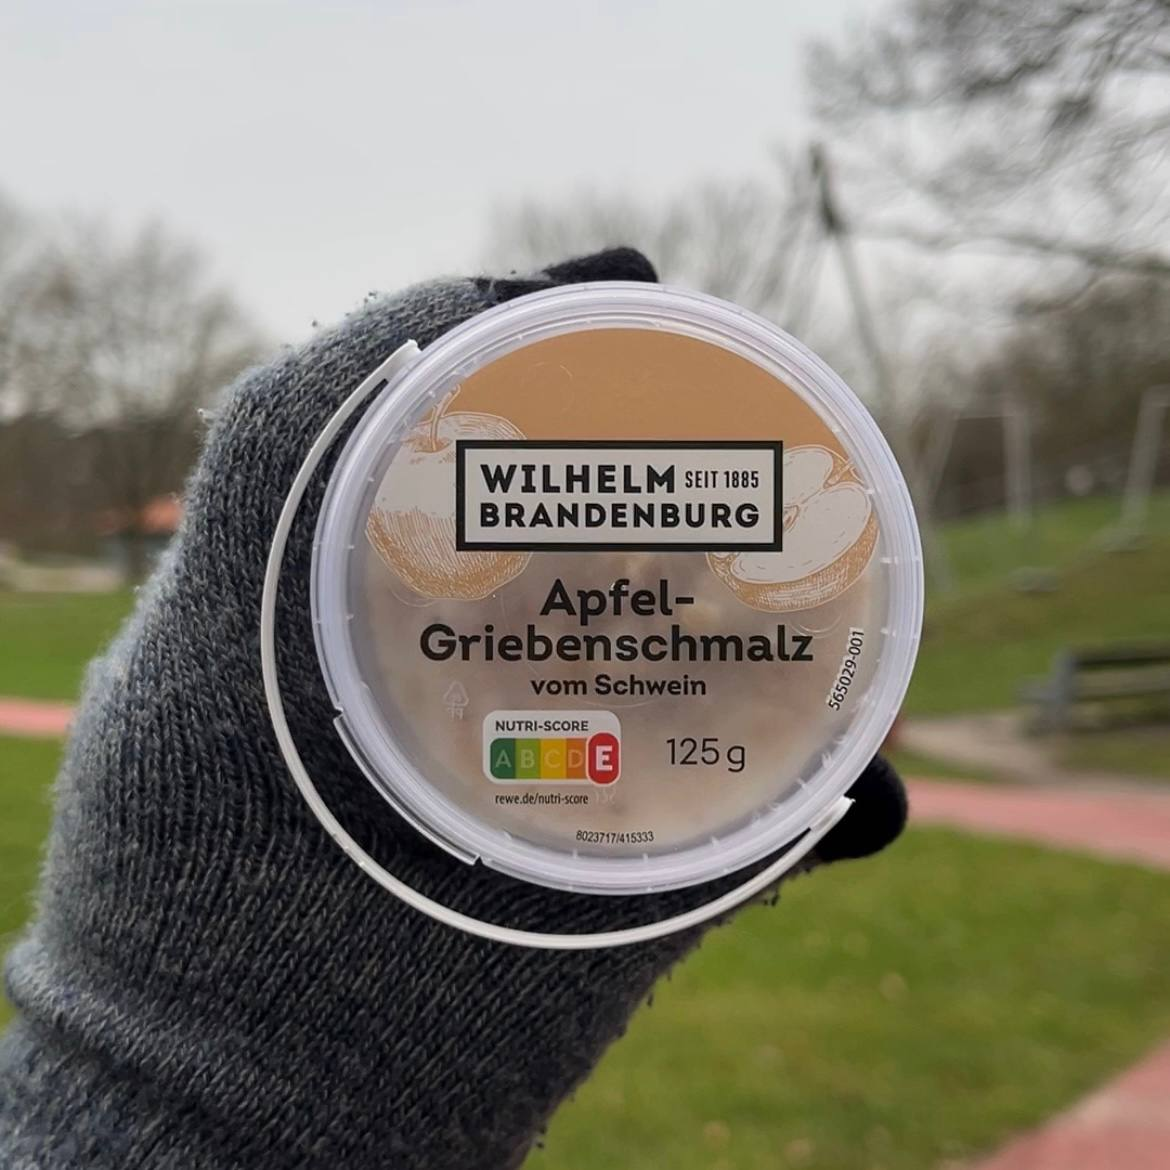 WILHELM SEIT 1885
BRANDENBURG
Apfel-
Griebenschmalz
vom Schwein
565029-001
NUTRI-SCORE
A B C D E
125 g
rewe.de/nutri-score
8023717/415333